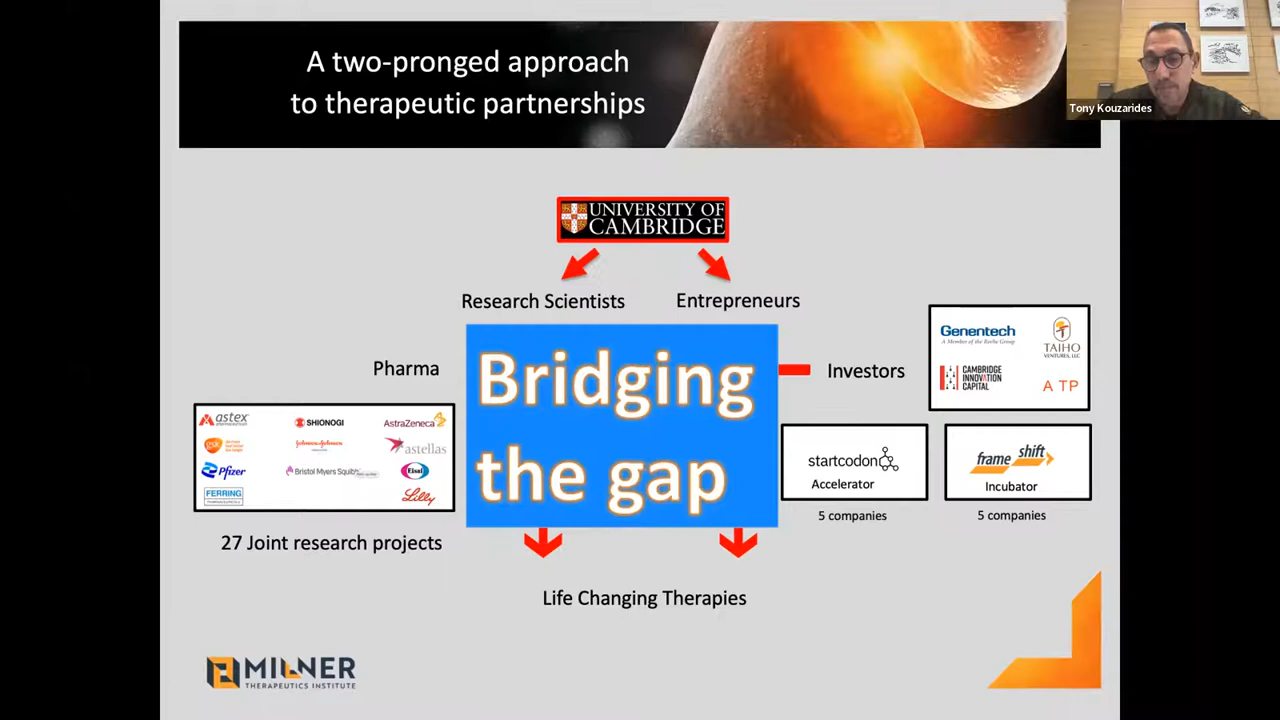 A two-pronged approach
to therapeutic partnerships
Tony Kouzarides
UNIVERSITY OF
CAMBRIDGE
Research Scientists
Entrepreneurs
Pharma
Bridging
the gap
Investors
Genentech
A Member of the Roche Group
TAIHO
VENTURES, LLC
CAMBRIDGE
INNOVATION
CAPITAL
A TP
astex
SHIONOGI
AstraZeneca
gsk
Johnson&Johnson
astellas
Pfizer
Bristol Myers Squibb
Eisai
FERRING
PHARMACEUTICALS
Lilly
startcodon
Accelerator
frame shift
Incubator
5 companies
5 companies
27 Joint research projects
Life Changing Therapies
MILNER
THERAPEUTICS INSTITUTE